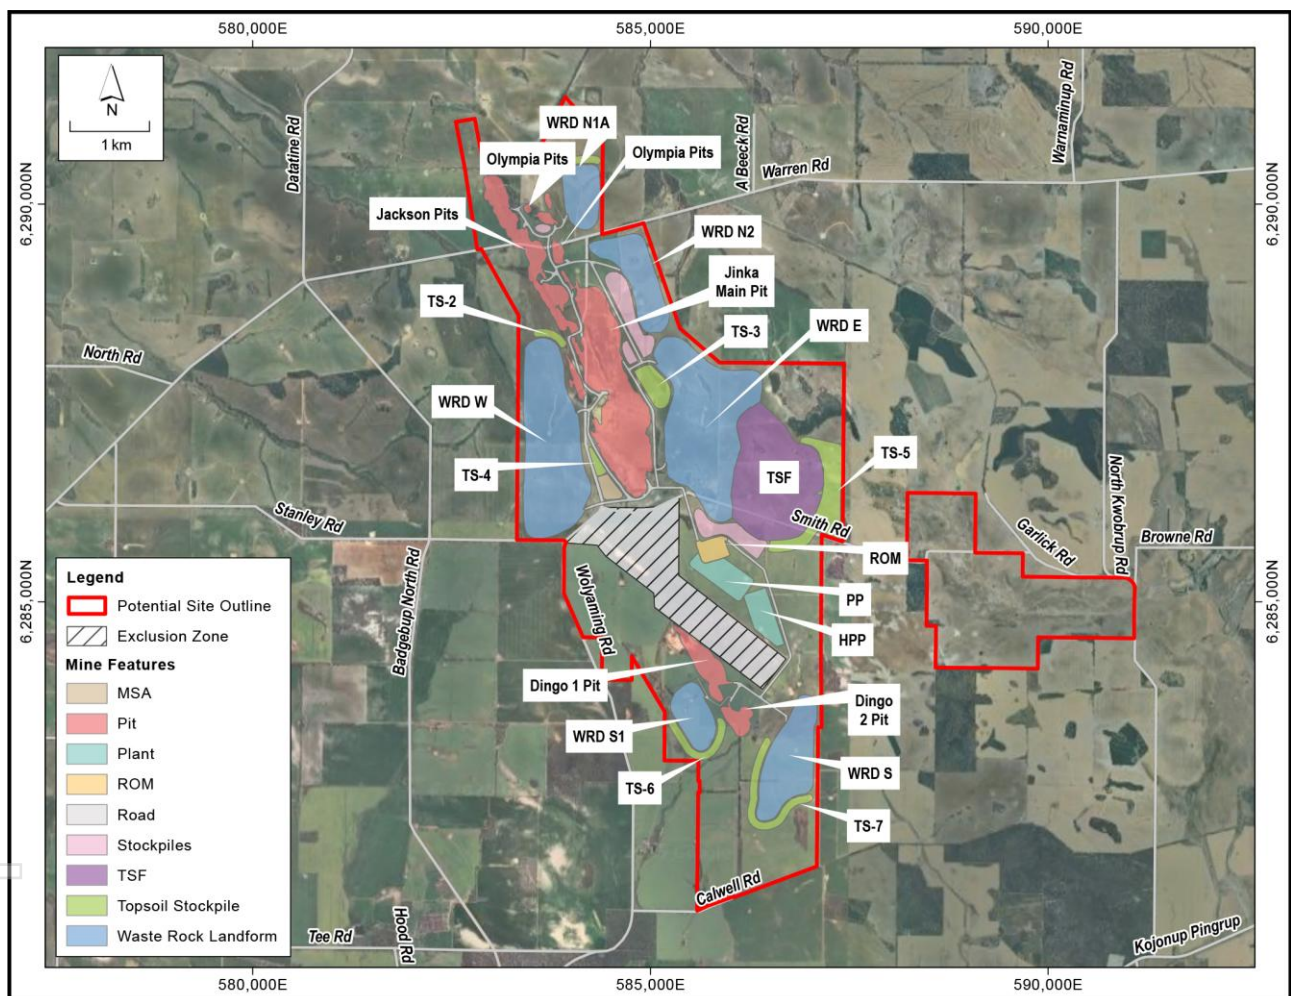 580,000E
585,000E
590,000E
N
1 km
WRD N1A
Olympia Pits
Olympia Pits
Datatine Rd
A Beeck Rd
Warren Rd
Warnaminup Rd
6,290,000N
6,290,000N
Jackson Pits
WRD N2
Jinka
Main Pit
TS-2
TS-3
WRD E
North Rd
WRD W
TS-4
TSF
TS-5
Stanley Rd
Smith Rd
ROM
Garlick Rd
North Kwobrup Rd
Browne Rd
PP
HPP
6,285,000N
6,285,000N
Badgebup North Rd
Wolyaming Rd
Dingo 1 Pit
Dingo
2 Pit
WRD S1
WRD S
TS-6
TS-7
Calwell Rd
Hood Rd
Tee Rd
Kojonup Pingrup
Legend
Potential Site Outline
Exclusion Zone
Mine Features
MSA
Pit
Plant
ROM
Road
Stockpiles
TSF
Topsoil Stockpile
Waste Rock Landform
580,000E
585,000E
590,000E